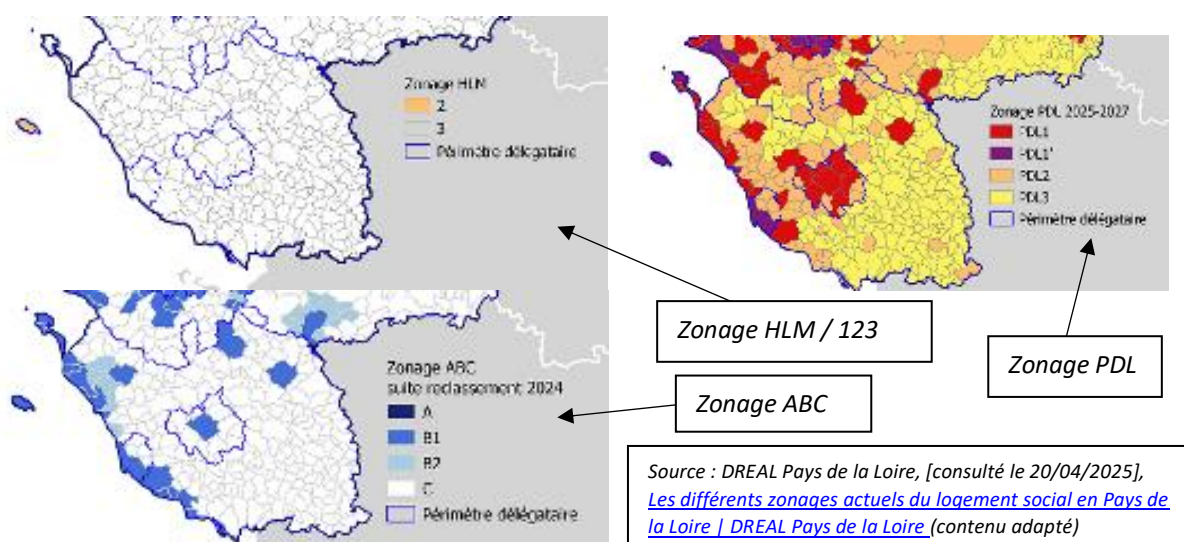 Zonage HLM
2
3
Périmètre délégataire
Zonage PDL 2025-2027
PDL1
PDL1'
PDL2
PDL3
Périmètre délégataire
Zonage HLM / 123
Zonage PDL
Zonage ABC
suite reclassement 2024
A
B1
B2
C
Périmètre délégataire
Zonage ABC
Source : DREAL Pays de la Loire, [consulté le 20/04/2025],
Les différents zonages actuels du logement social en Pays de
la Loire | DREAL Pays de la Loire (contenu adapté)